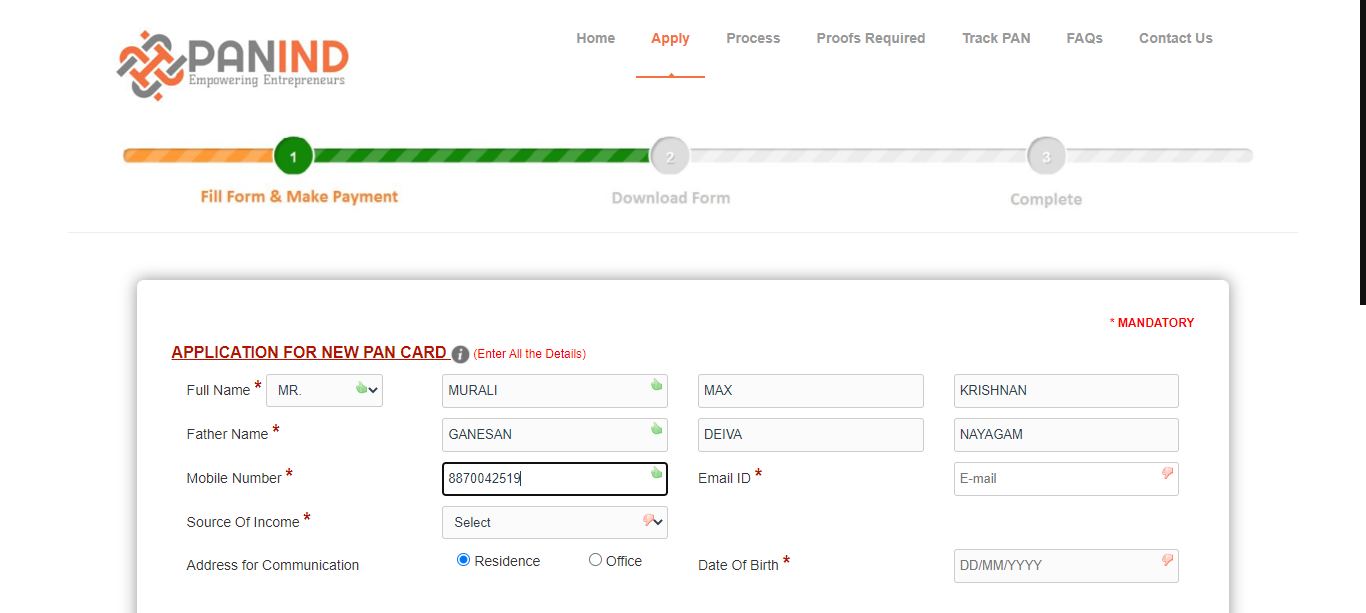 PANIND
Empowering Entrepreneurs
Home Apply Process Proofs Required Track PAN FAQs Contact Us
1 2 3
Fill Form & Make Payment Download Form Complete
* MANDATORY
APPLICATION FOR NEW PAN CARD i (Enter All the Details)
Full Name * MR. MURALI MAX KRISHNAN
Father Name * GANESAN DEIVA NAYAGAM
Mobile Number * 8870042519 Email ID * E-mail
Source Of Income * Select
Address for Communication Residence Office Date Of Birth * DD/MM/YYYY